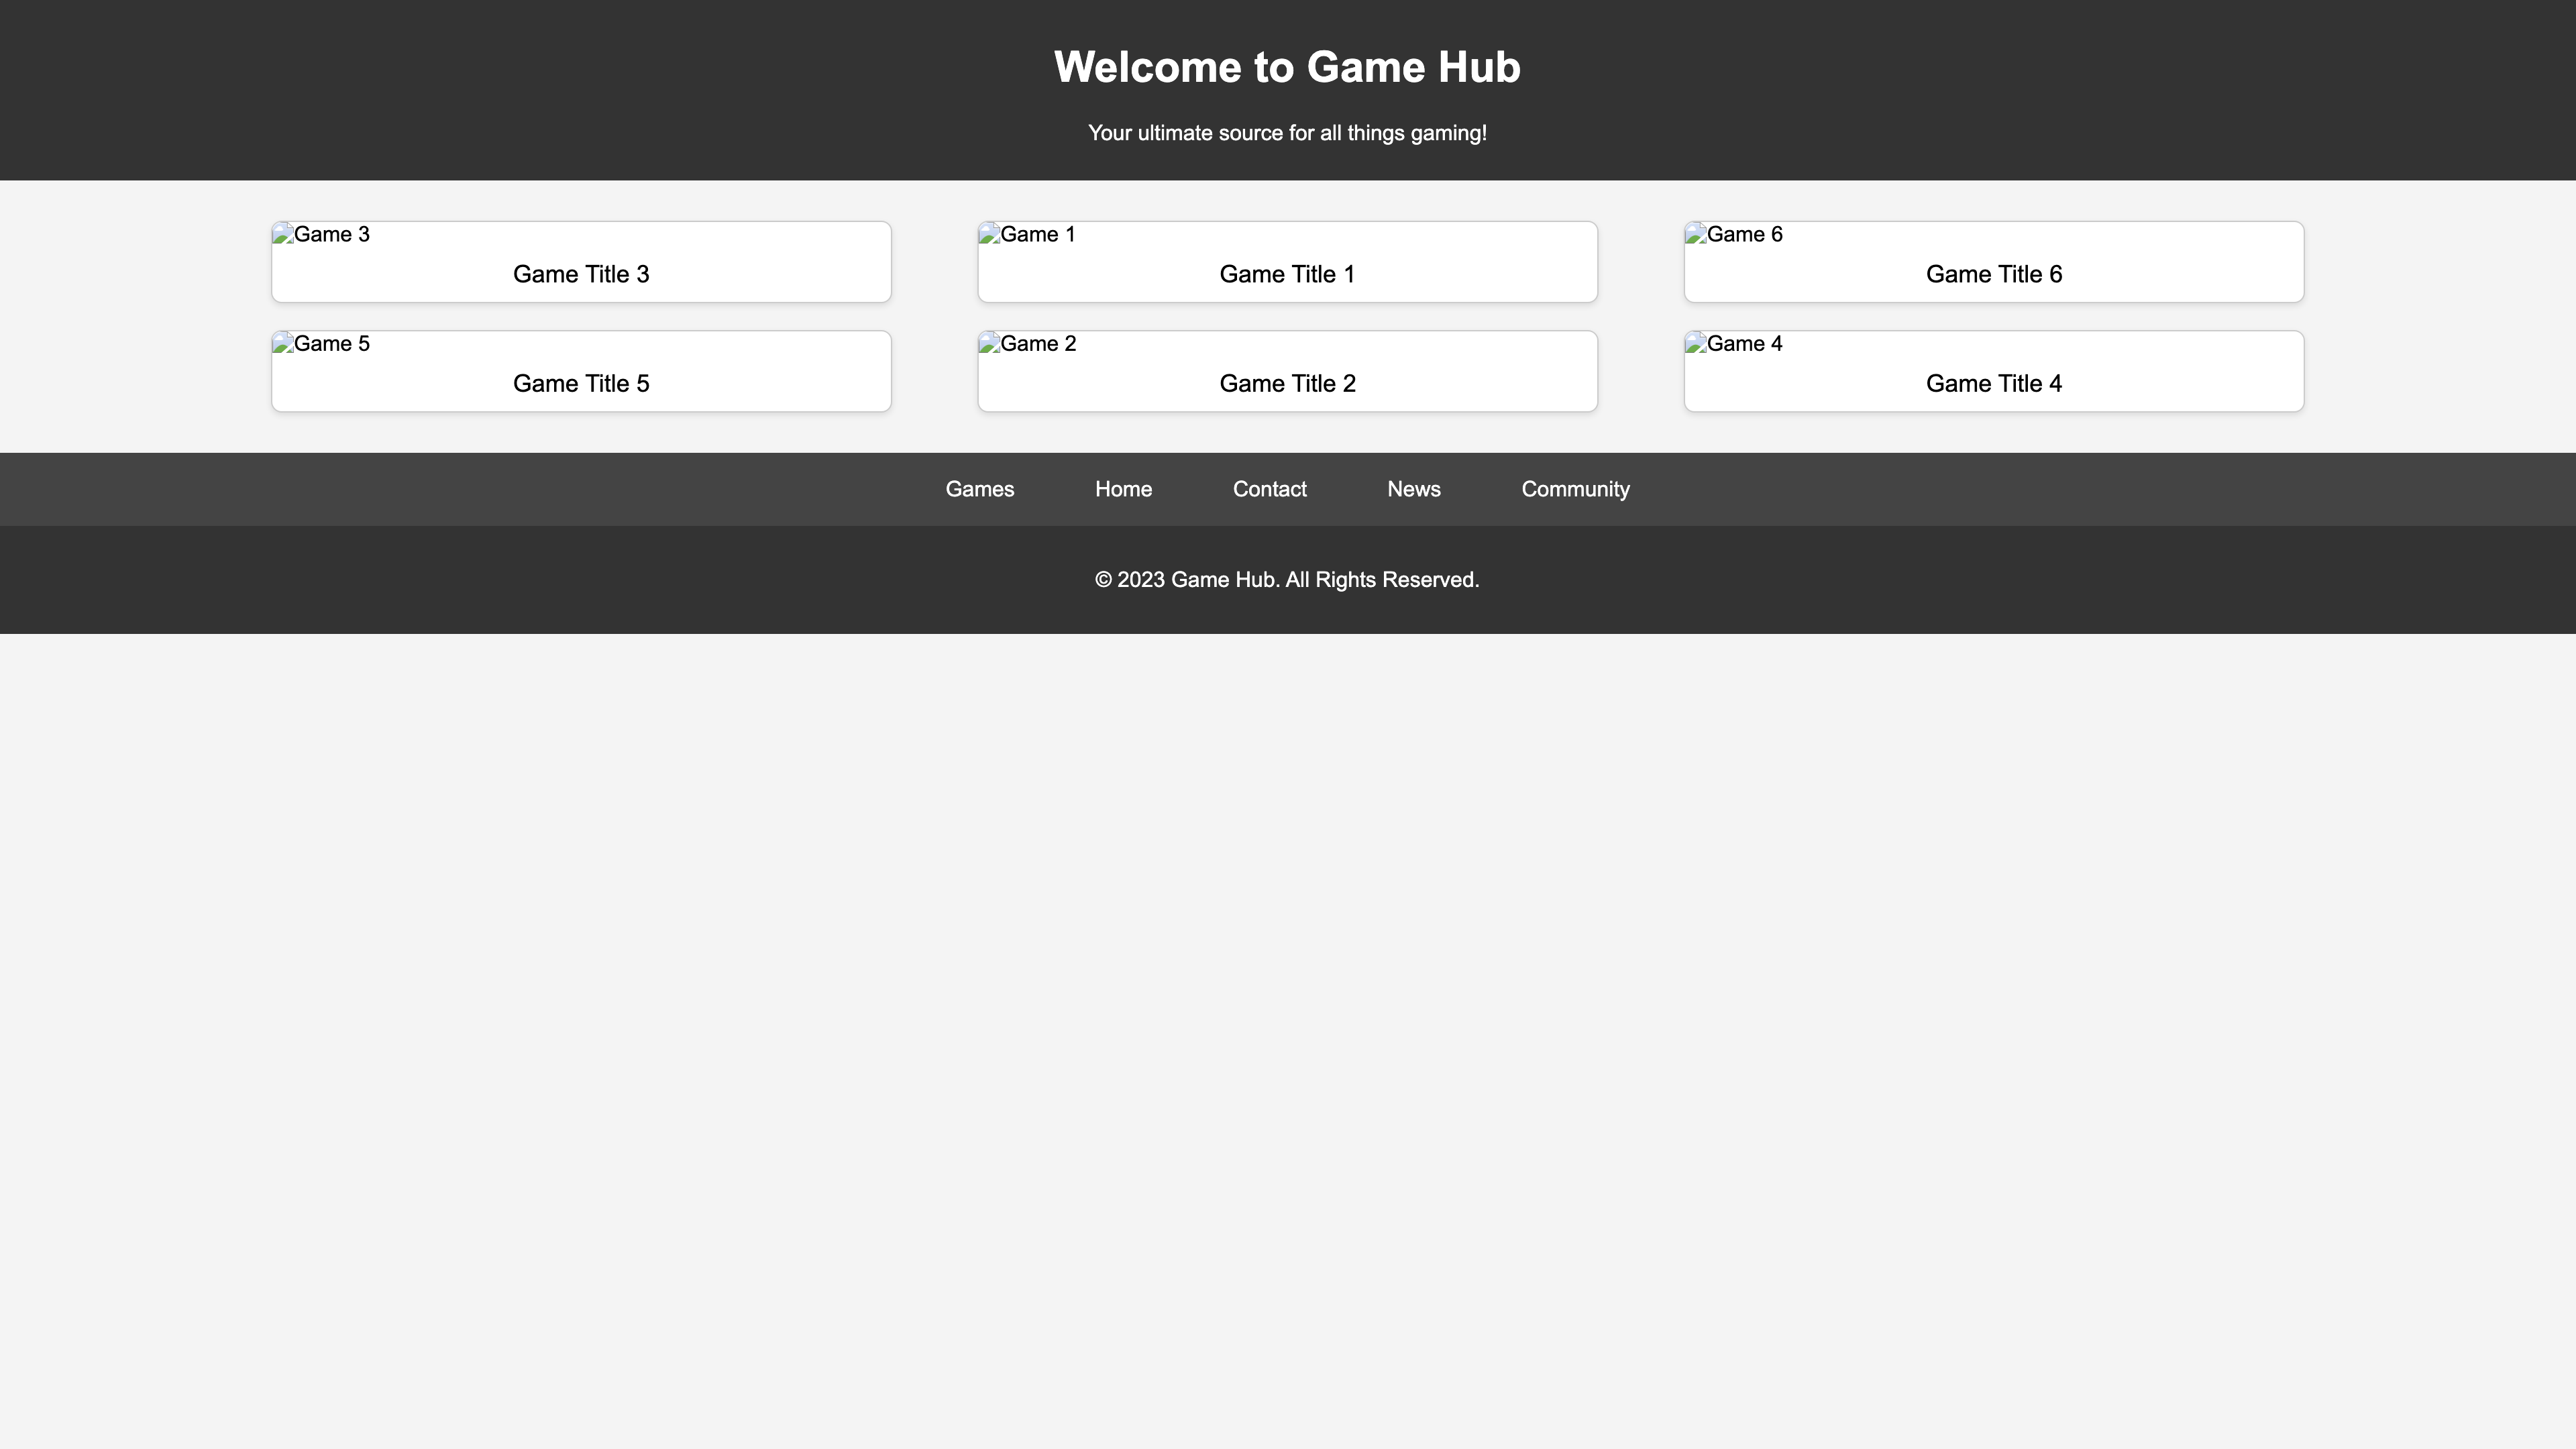 Welcome to Game Hub
Your ultimate source for all things gaming!
Game 3
Game Title 3
Game 1
Game Title 1
Game 6
Game Title 6
Game 5
Game Title 5
Game 2
Game Title 2
Game 4
Game Title 4
Games Home Contact News Community
© 2023 Game Hub. All Rights Reserved.